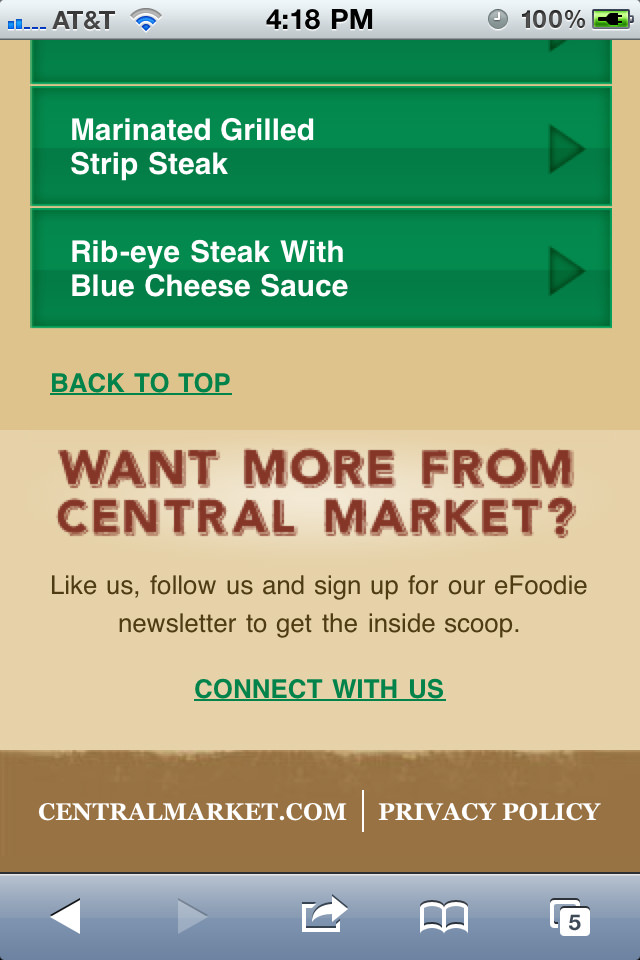 AT&T 4:18 PM 100%
Marinated Grilled
Strip Steak
Rib-eye Steak With
Blue Cheese Sauce
BACK TO TOP
WANT MORE FROM
CENTRAL MARKET?
Like us, follow us and sign up for our eFoodie
newsletter to get the inside scoop.
CONNECT WITH US
CENTRALMARKET.COM | PRIVACY POLICY
5